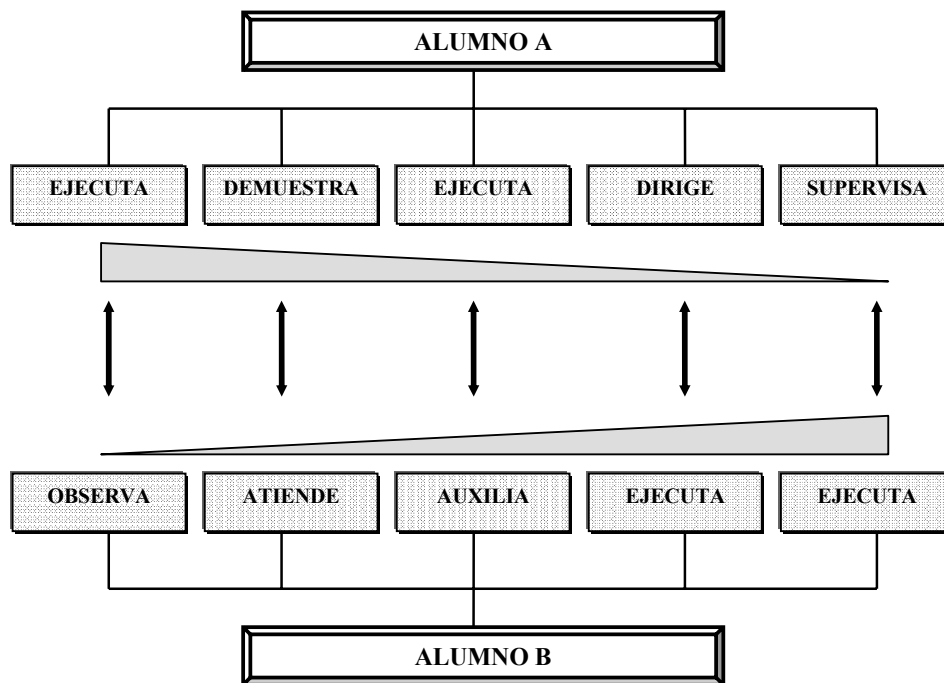 ALUMNO A
EJECUTA DEMUESTRA EJECUTA DIRIGE SUPERVISA
OBSERVA ATIENDE AUXILIA EJECUTA EJECUTA
ALUMNO B